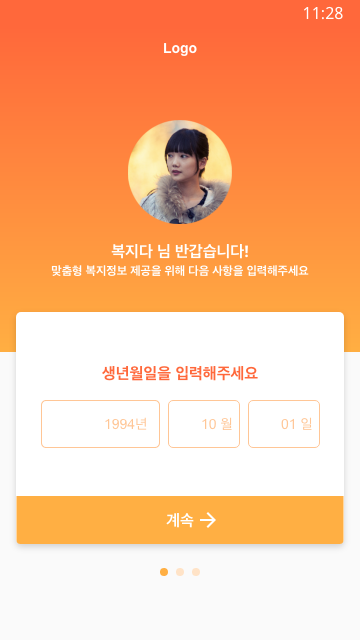 11:28
Logo
복지다 님 반갑습니다!
맞춤형 복지정보 제공을 위해 다음 사항을 입력해주세요
생년월일을 입력해주세요
1994년 10 월 01 일
계속 →